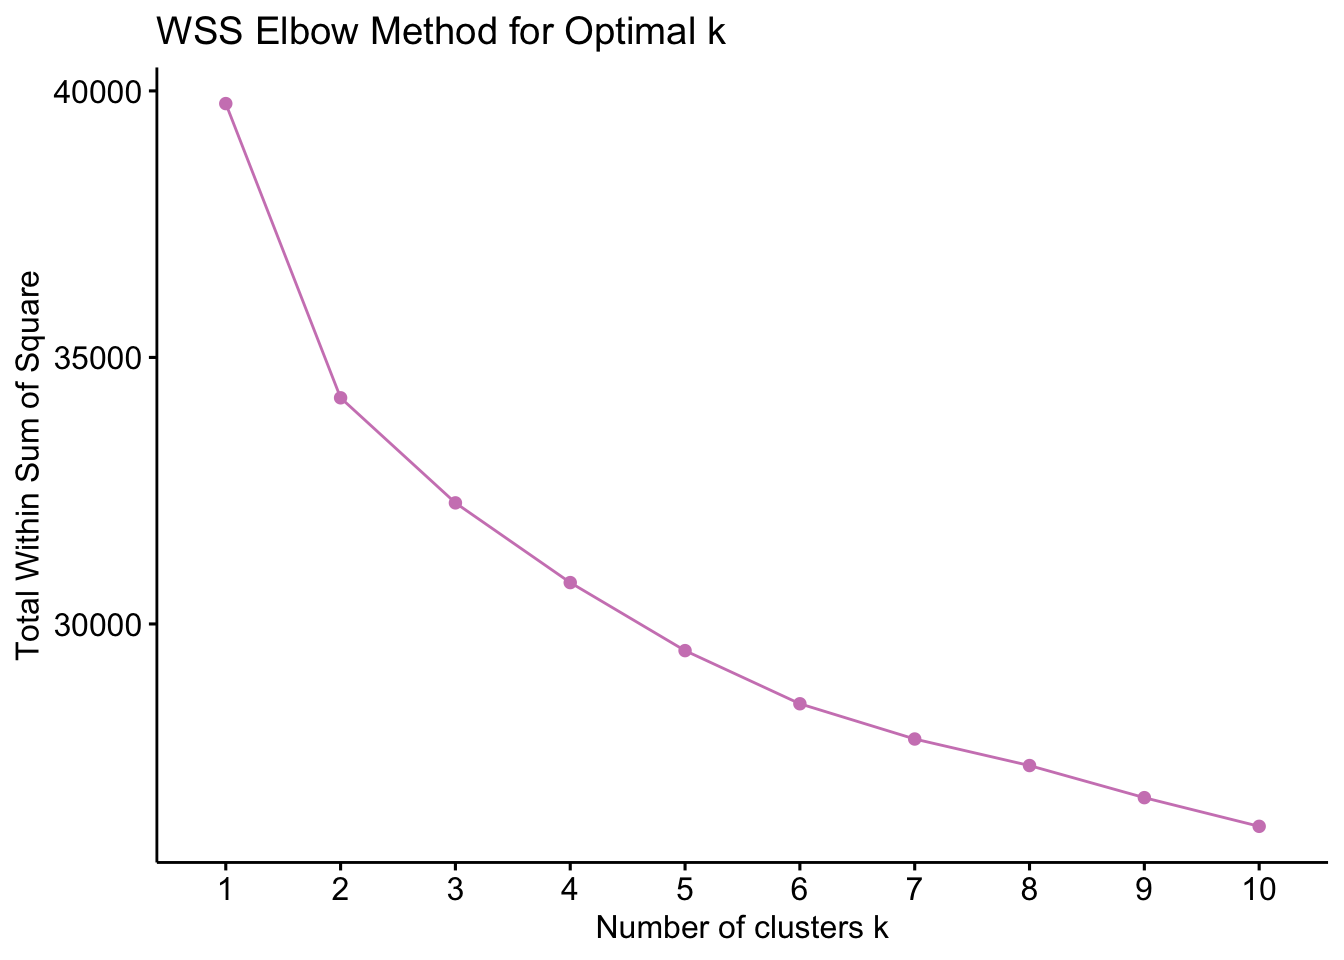 WSS Elbow Method for Optimal k
40000
35000
30000
Total Within Sum of Square
1 2 3 4 5 6 7 8 9 10
Number of clusters k